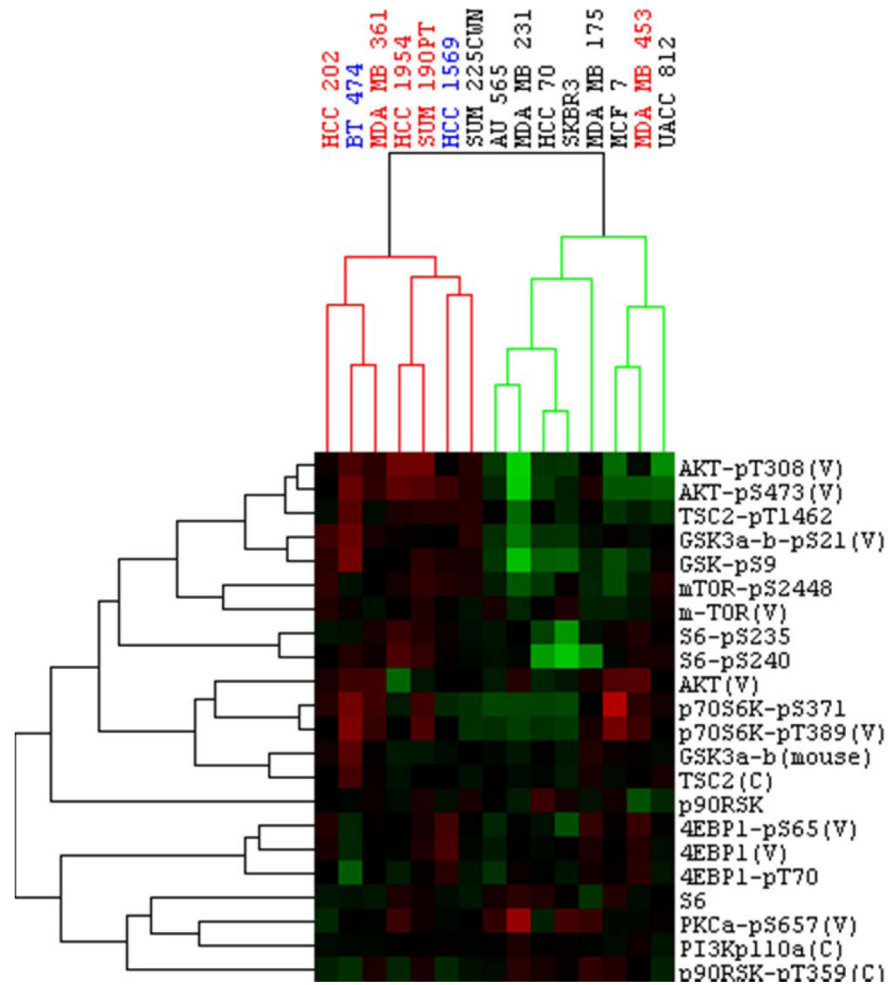 HCC 202
BT 474
MDA MB 361
HCC 1954
SUM 190PT
HCC 1569
SUM 225CWN
AU 565
MDA MB 231
HCC 70
SKBR3
MDA MB 175
MCF 7
MDA MB 453
UACC 812
AKT-pT308(V)
AKT-pS473(V)
TSC2-pT1462
GSK3a-b-pS21(V)
GSK-pS9
mTOR-pS2448
m-TOR(V)
S6-pS235
S6-pS240
AKT(V)
p70S6K-pS371
p70S6K-pT389(V)
GSK3a-b(mouse)
TSC2(C)
p90RSK
4EBP1-pS65(V)
4EBP1(V)
4EBP1-pT70
S6
PKCa-pS657(V)
PI3Kp110a(C)
p90RSK-pT359(C)